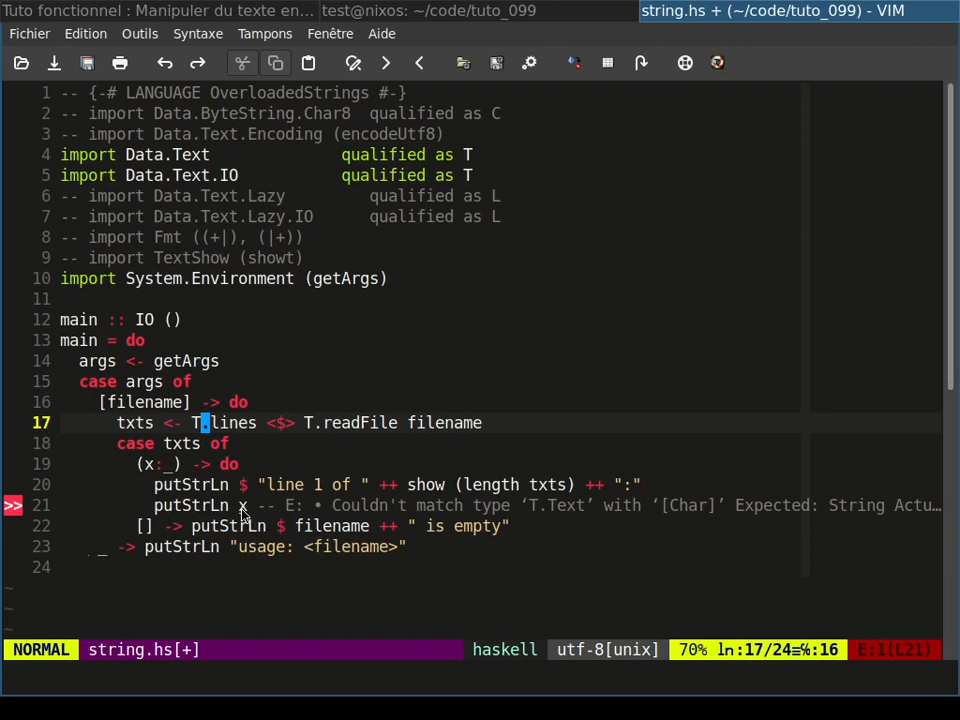 Tuto fonctionnel : Manipuler du texte en...
test@nixos: ~/code/tuto_099
string.hs + (~/code/tuto_099) - VIM
Fichier Edition Outils Syntaxe Tampons Fenêtre Aide
1 -- {-# LANGUAGE OverloadedStrings #-}
2 -- import Data.ByteString.Char8  qualified as C
3 -- import Data.Text.Encoding (encodeUtf8)
4 import Data.Text              qualified as T
5 import Data.Text.IO           qualified as T
6 -- import Data.Text.Lazy         qualified as L
7 -- import Data.Text.Lazy.IO      qualified as L
8 -- import Fmt ((+|), (|+))
9 -- import TextShow (showt)
10 import System.Environment (getArgs)
11
12 main :: IO ()
13 main = do
14   args <- getArgs
15   case args of
16     [filename] -> do
17       txts <- T.lines <$> T.readFile filename
18       case txts of
19         (x:_) -> do
20           putStrLn $ "line 1 of " ++ show (length txts) ++ ":"
>> 21           putStrLn x -- E: • Couldn't match type ‘T.Text’ with ‘[Char]’ Expected: String Actu…
22         [] -> putStrLn $ filename ++ " is empty"
23     _ -> putStrLn "usage: <filename>"
24
~
~
~
NORMAL string.hs[+] haskell utf-8[unix] 70% ln:17/24≡℅:16 E:1(L21)